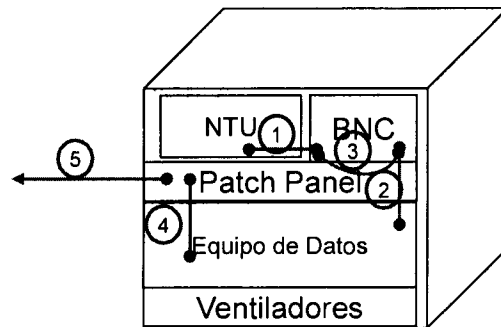 NTU
1
BNC
3
5
Patch Panel
2
4
Equipo de Datos
Ventiladores